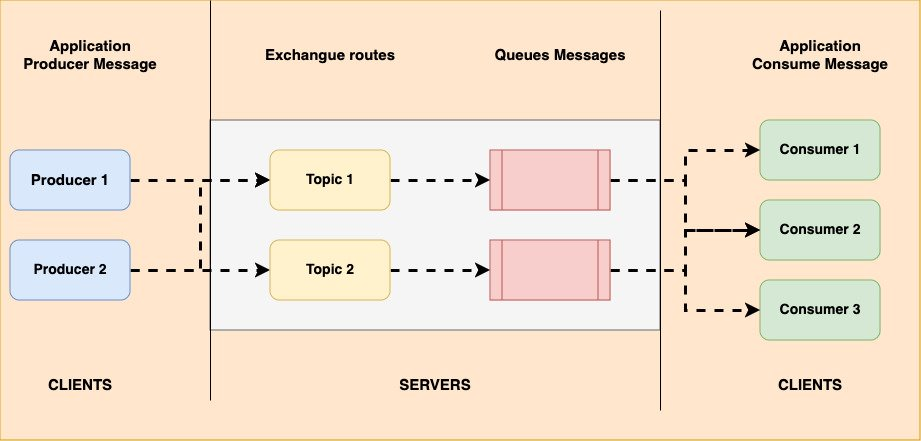 Application
Producer Message
Exchangue routes
Queues Messages
Application
Consume Message
Producer 1
Topic 1
Consumer 1
Consumer 2
Producer 2
Topic 2
Consumer 3
CLIENTS
SERVERS
CLIENTS